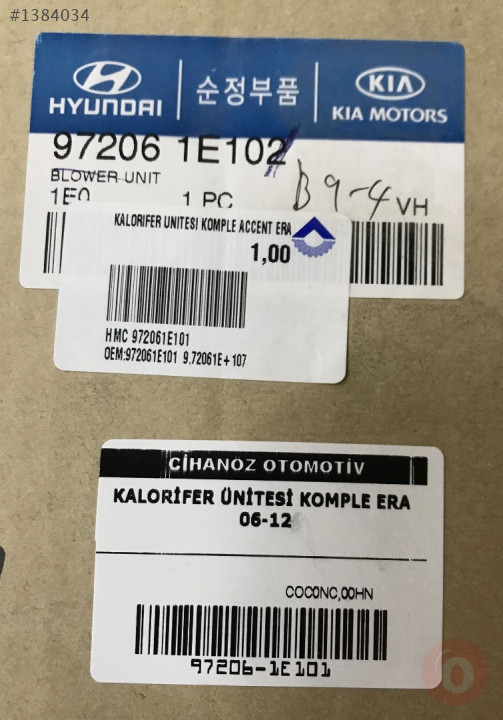 #1384034
HYUNDAI 순정부품 KIA
KIA MOTORS
97206 1E102
BLOWER UNIT
1E0 1 PC B 9-4 VH
KALORIFER UNITESI KOMPLE ACCENT ERA
1,00
HMC 972061E101
OEM:972061E101 9.72061E+107
CİHANÖZ OTOMOTİV
KALORİFER ÜNİTESİ KOMPLE ERA
06-12
COC0NC,00HN
97206-1E101